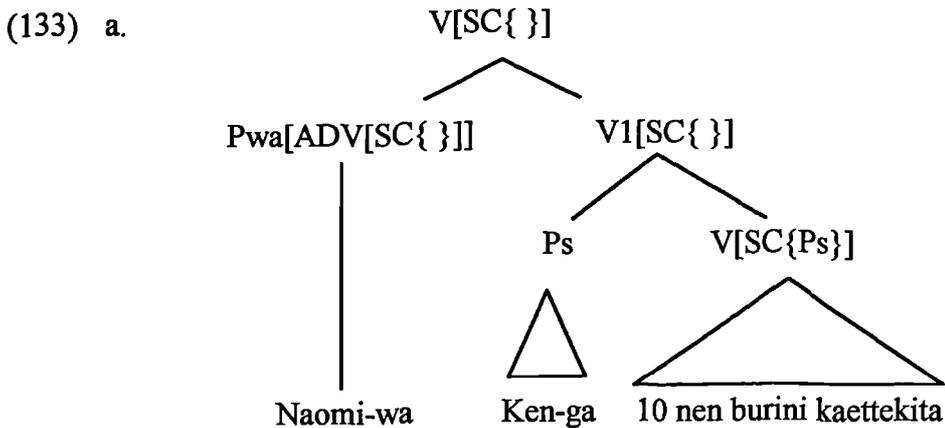 (133) a. V[SC{ }]
Pwa[ADV[SC{ }]] V1[SC{ }]
Ps V[SC{Ps}]
Naomi-wa Ken-ga 10 nen burini kaettekita